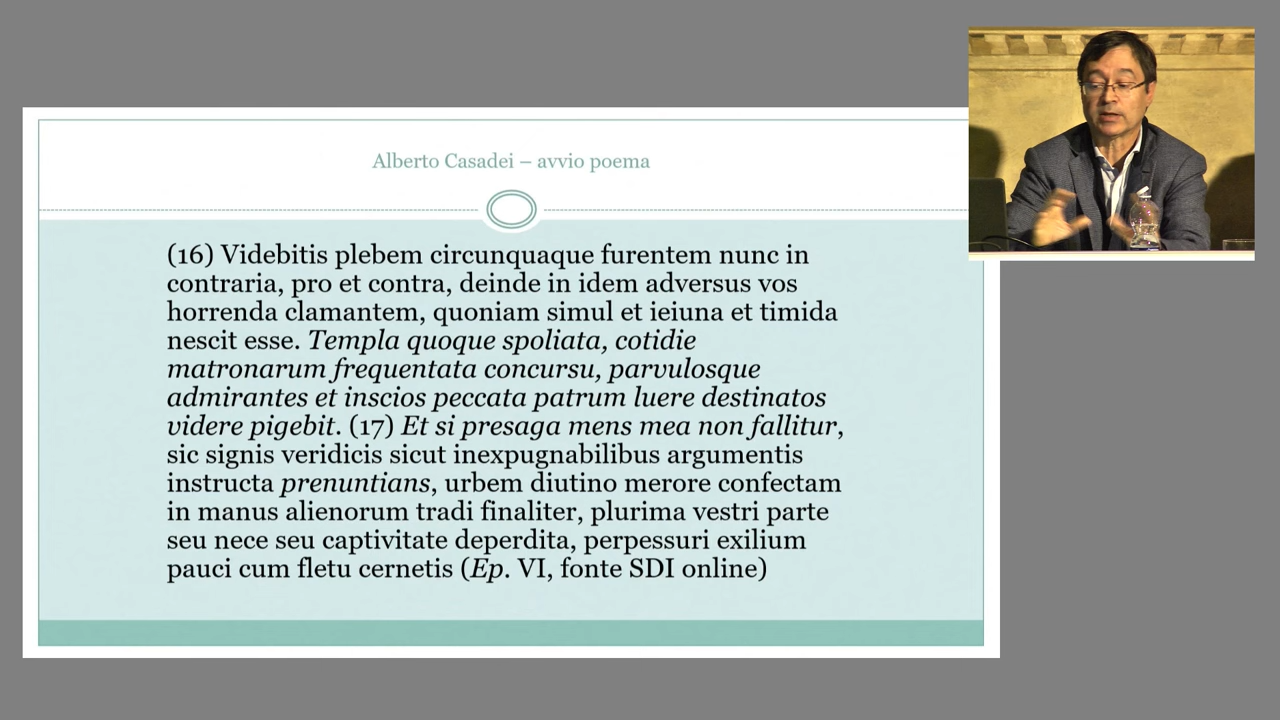 Alberto Casadei – avvio poema
(16) Videbitis plebem circunquaque furentem nunc in
contraria, pro et contra, deinde in idem adversus vos
horrenda clamantem, quoniam simul et ieiuna et timida
nescit esse. Templa quoque spoliata, cotidie
matronarum frequentata concursu, parvulosque
admirantes et inscios peccata patrum luere destinatos
videre pigebit. (17) Et si presaga mens mea non fallitur,
sic signis veridicis sicut inexpugnabilibus argumentis
instructa prenuntians, urbem diutino merore confectam
in manus alienorum tradi finaliter, plurima vestri parte
seu nece seu captivitate deperdita, perpessuri exilium
pauci cum fletu cernetis (Ep. VI, fonte SDI online)